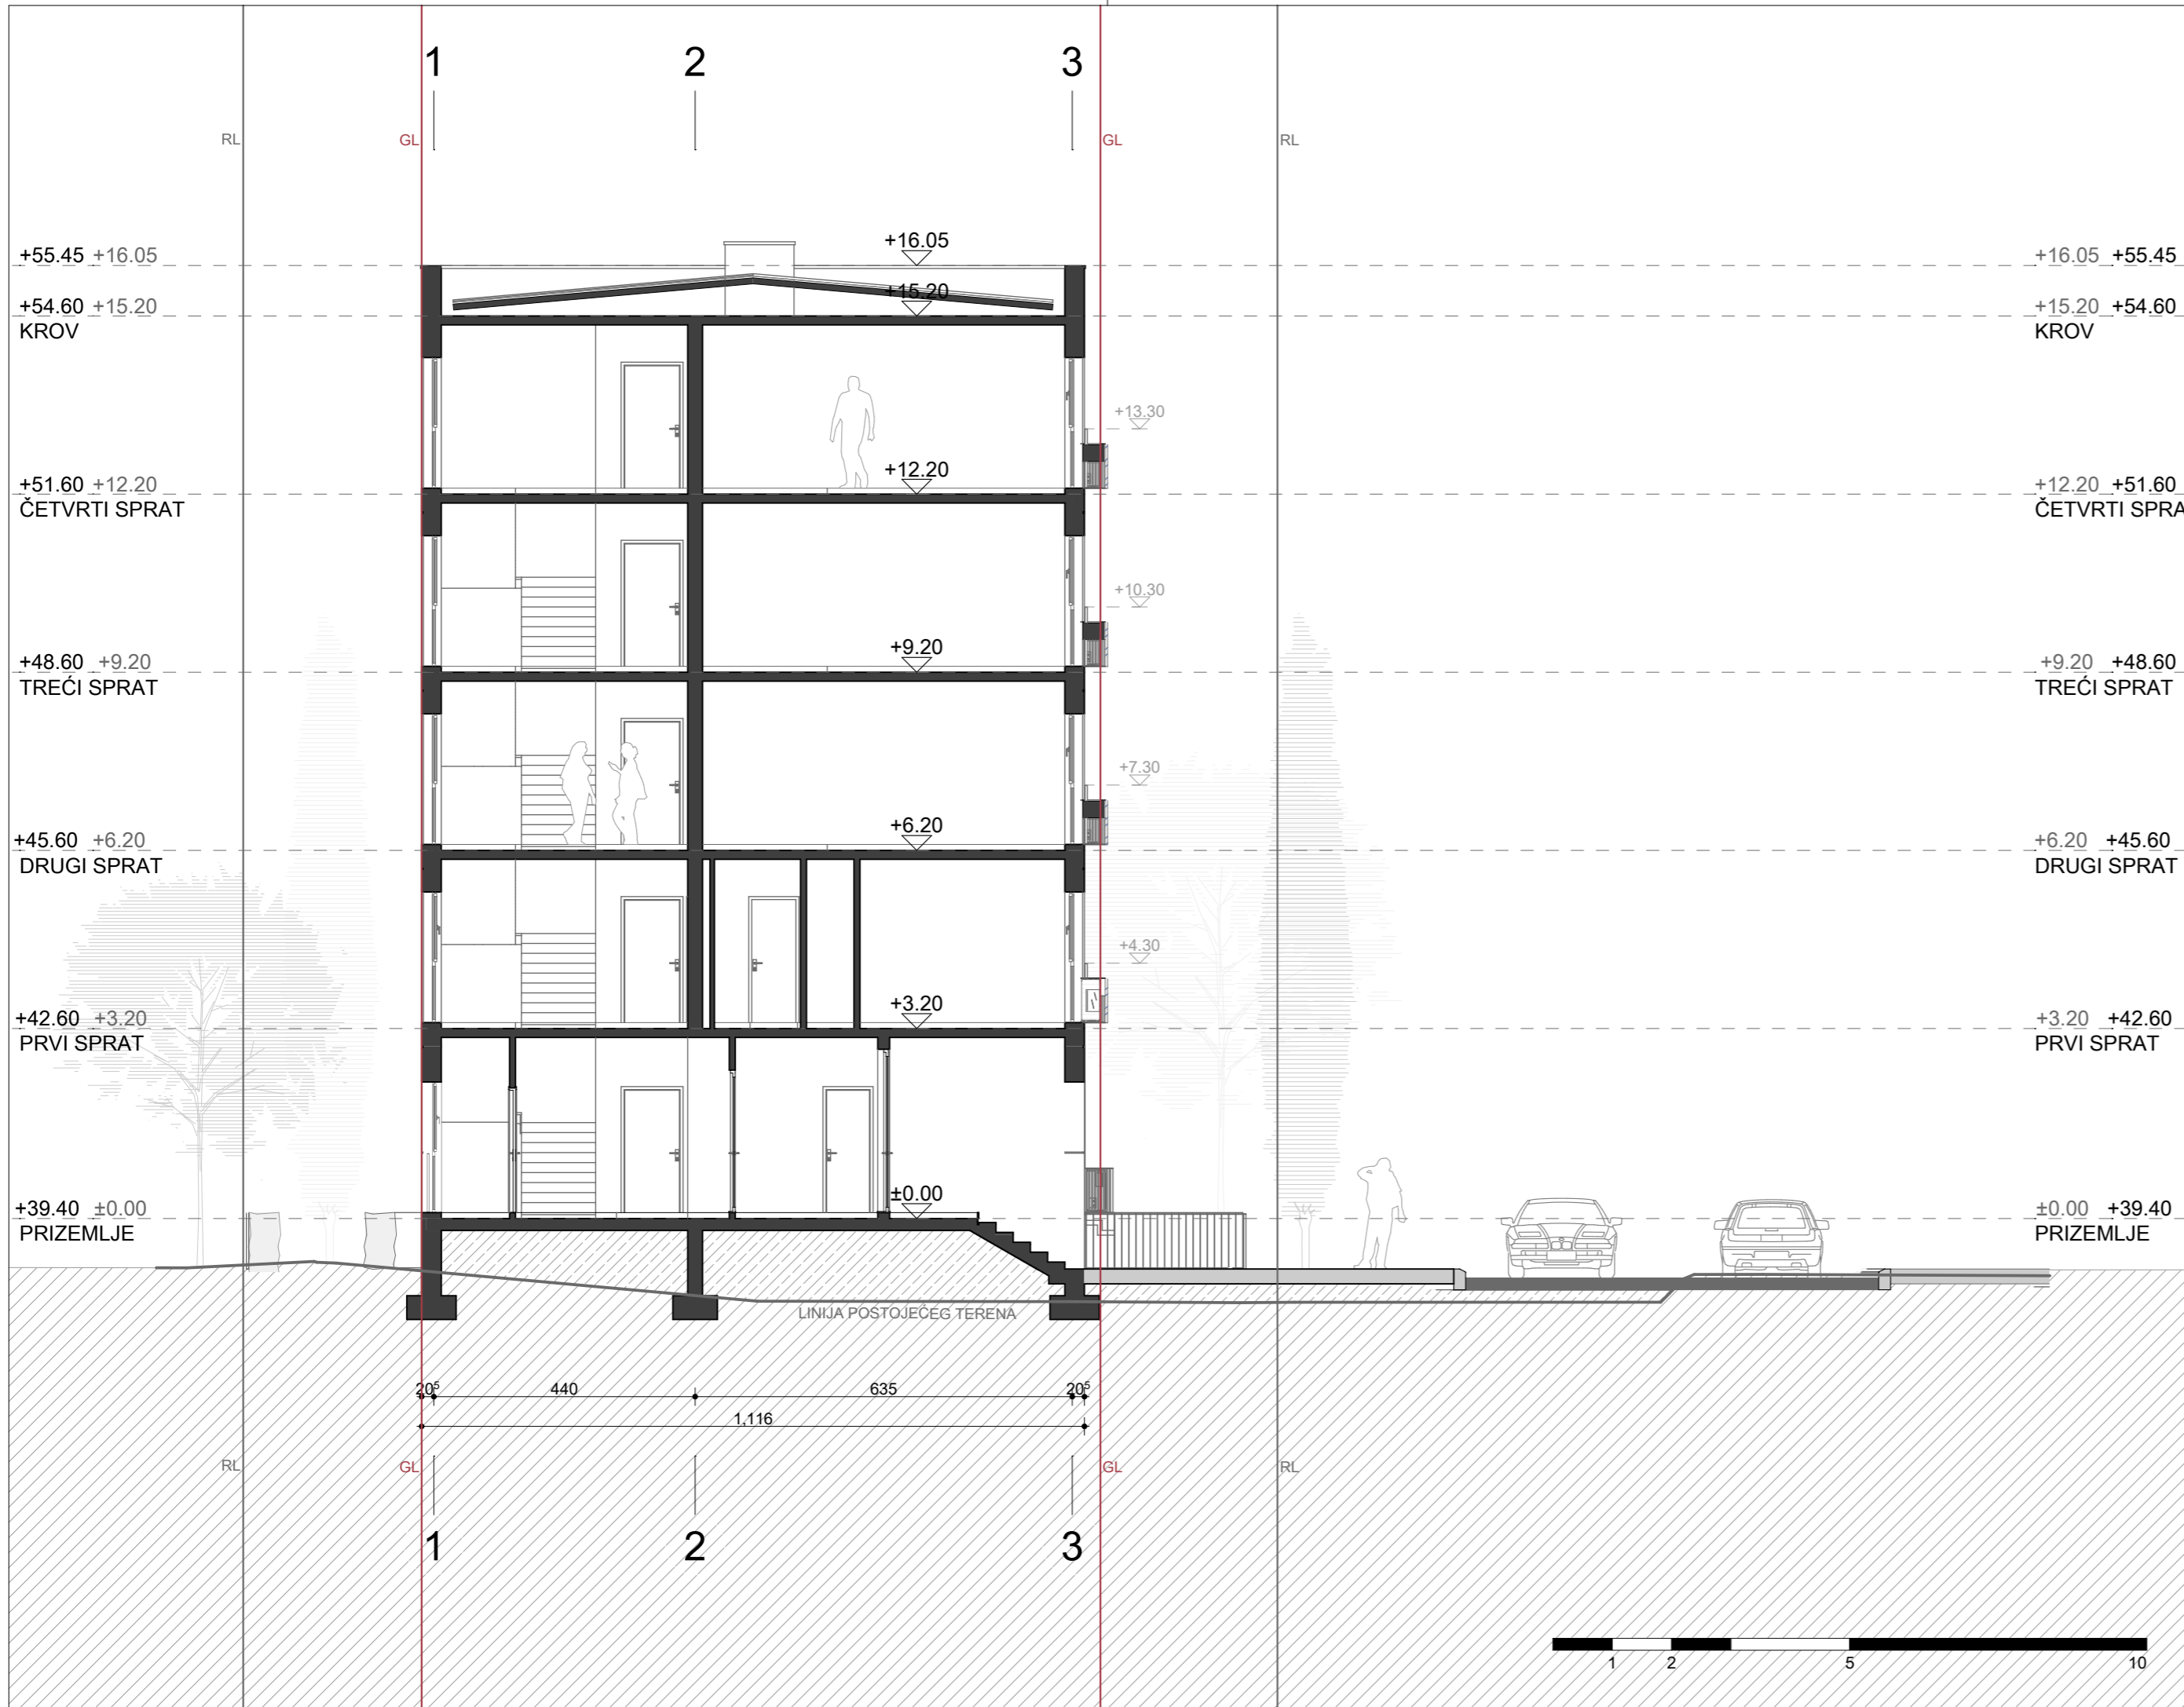 1 2 3
RL GL GL RL
+55.45 +16.05 +16.05 +16.05 +55.45
+54.60 +15.20 +15.20 +15.20 +54.60
KROV KROV
+13.30
+51.60 +12.20 +12.20 +12.20 +51.60
ČETVRTI SPRAT ČETVRTI SPRA
+10.30
+48.60 +9.20 +9.20 +9.20 +48.60
TREĆI SPRAT TREĆI SPRAT
+7.30
+45.60 +6.20 +6.20 +6.20 +45.60
DRUGI SPRAT DRUGI SPRAT
+4.30
+42.60 +3.20 +3.20 +3.20 +42.60
PRVI SPRAT PRVI SPRAT
+39.40 ±0.00 ±0.00 ±0.00 +39.40
PRIZEMLJE PRIZEMLJE
LINIJA POSTOJEĆEG TERENA
20⁵ 440 635 20⁵
1,116
RL GL GL RL
1 2 3
1 2 5 10